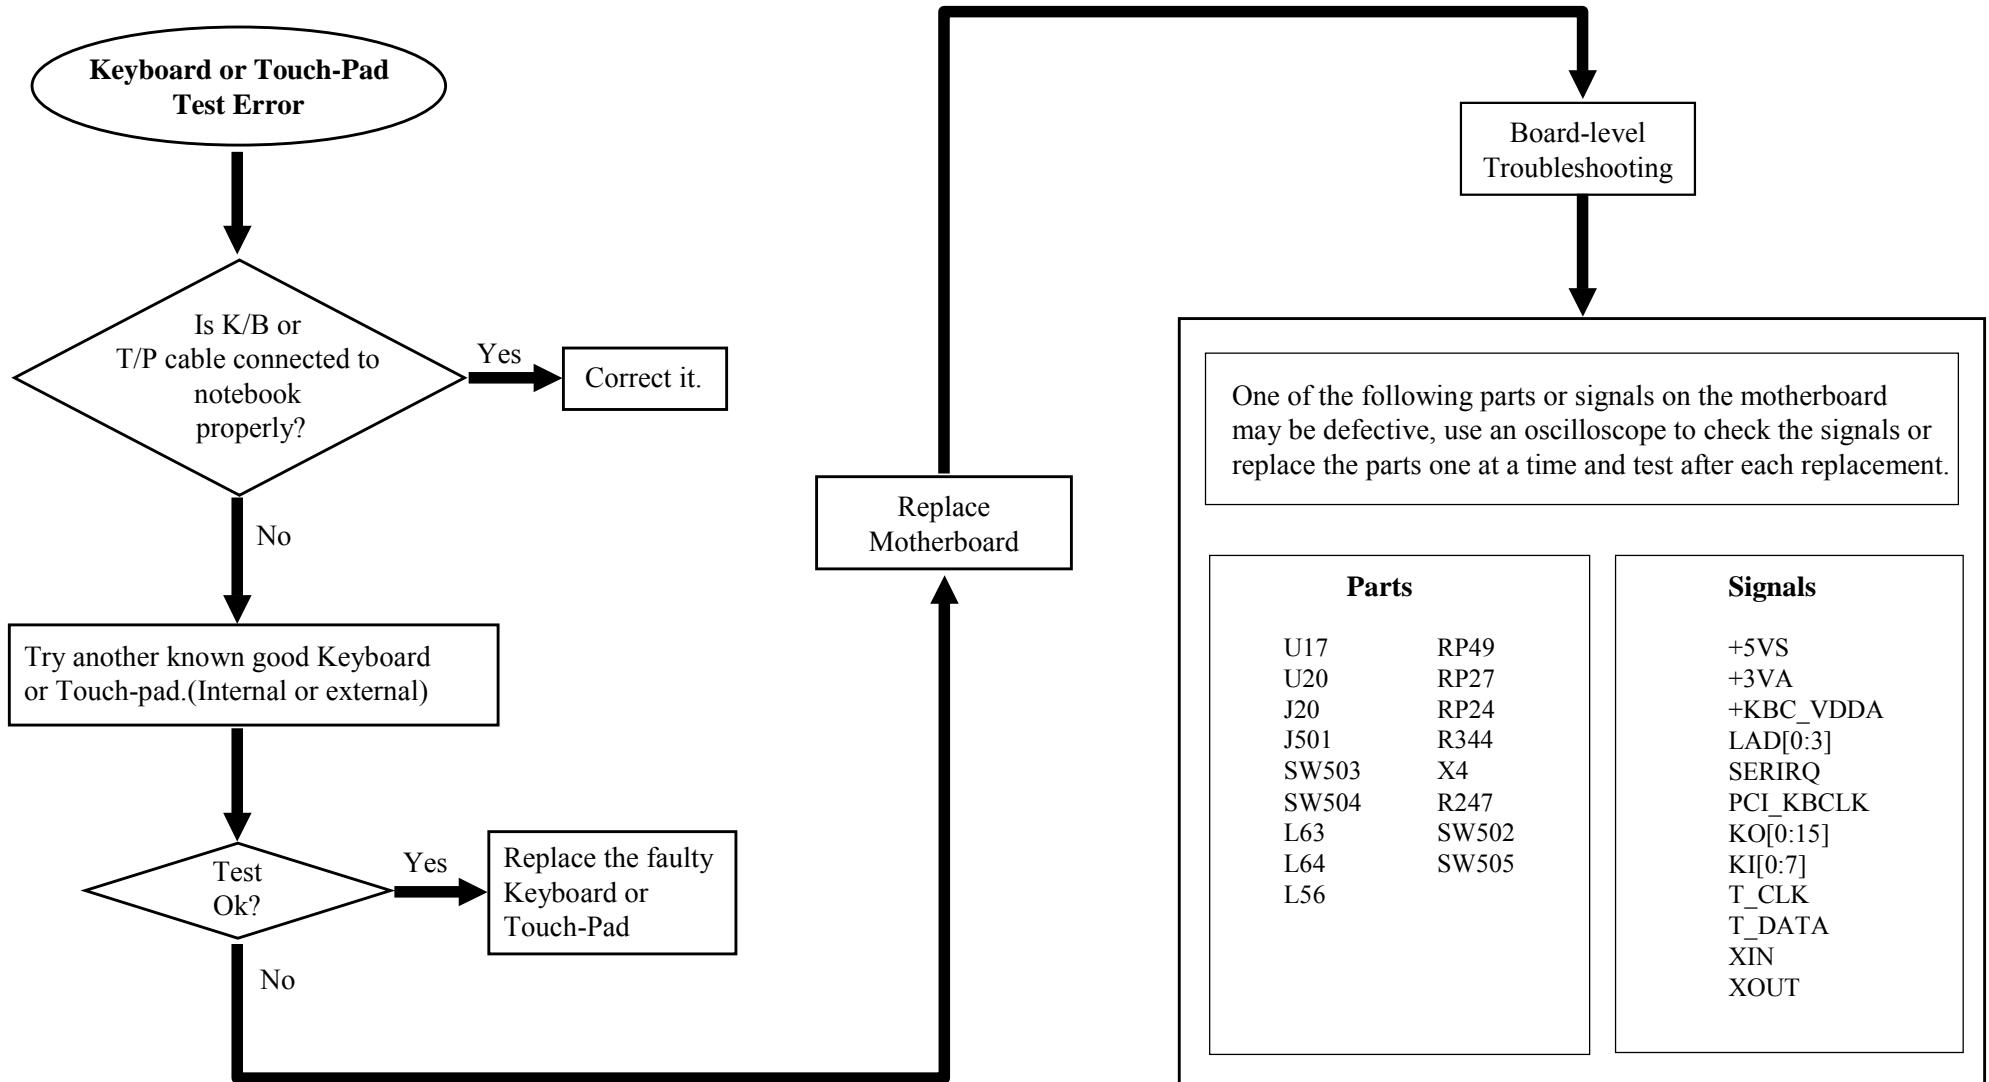 Keyboard or Touch-Pad
Test Error
Is K/B or
T/P cable connected to
notebook
properly?
Yes
Correct it.
No
Try another known good Keyboard
or Touch-pad.(Internal or external)
Test
Ok?
Yes
Replace the faulty
Keyboard or
Touch-Pad
No
Replace
Motherboard
Board-level
Troubleshooting
One of the following parts or signals on the motherboard
may be defective, use an oscilloscope to check the signals or
replace the parts one at a time and test after each replacement.
Parts
U17
U20
J20
J501
SW503
SW504
L63
L64
L56
RP49
RP27
RP24
R344
X4
R247
SW502
SW505
Signals
+5VS
+3VA
+KBC_VDDA
LAD[0:3]
SERIRQ
PCI_KBCLK
KO[0:15]
KI[0:7]
T_CLK
T_DATA
XIN
XOUT